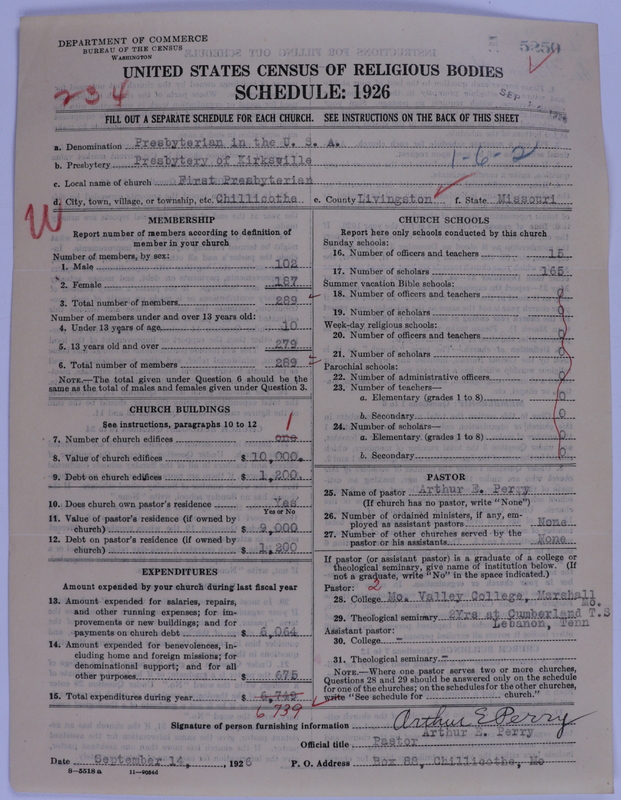 DEPARTMENT OF COMMERCE
BUREAU OF THE CENSUS
WASHINGTON
5250
UNITED STATES CENSUS OF RELIGIOUS BODIES
234
SCHEDULE: 1926
SEP
FILL OUT A SEPARATE SCHEDULE FOR EACH CHURCH. SEE INSTRUCTIONS ON THE BACK OF THIS SHEET
a. Denomination Presbyterian in the U. S. A.
b. Presbytery Presbytery of Kirksville
1-6-2
c. Local name of church First Presbyterian
d. City, town, village, or township, etc. Chillicothe e. County Livingston f. State Missouri
W
MEMBERSHIP
Report number of members according to definition of
member in your church
Number of members, by sex:
1. Male 102
2. Female 187
3. Total number of members 289
Number of members under and over 13 years old:
4. Under 13 years of age 10
5. 13 years old and over 279
6. Total number of members 289
NOTE.—The total given under Question 6 should be the
same as the total of males and females given under Question 3.
CHURCH BUILDINGS
See instructions, paragraphs 10 to 12
1
7. Number of church edifices one
8. Value of church edifices $ 10,000.
9. Debt on church edifices $ 1,200.
10. Does church own pastor's residence Yes
Yes or No
11. Value of pastor's residence (if owned by
church) $ 9,000
12. Debt on pastor's residence (if owned by
church) $ 1,200
EXPENDITURES
Amount expended by your church during last fiscal year
13. Amount expended for salaries, repairs,
and other running expenses; for im-
provements or new buildings; and for
payments on church debt $ 6,064
14. Amount expended for benevolences, in-
cluding home and foreign missions; for
denominational support; and for all
other purposes $ 675
15. Total expenditures during year $ 6,749
6739
CHURCH SCHOOLS
Report here only schools conducted by this church
Sunday schools:
16. Number of officers and teachers 15
17. Number of scholars 165
Summer vacation Bible schools:
18. Number of officers and teachers 0
19. Number of scholars 0
Week-day religious schools:
20. Number of officers and teachers 0
21. Number of scholars 0
Parochial schools:
22. Number of administrative officers 0
23. Number of teachers—
a. Elementary (grades 1 to 8) 0
b. Secondary 0
24. Number of scholars—
a. Elementary (grades 1 to 8) 0
b. Secondary 0
PASTOR
25. Name of pastor Arthur E. Perry
(If church has no pastor, write "None")
26. Number of ordained ministers, if any, em-
ployed as assistant pastors None
27. Number of other churches served by the
pastor or his assistants None
If pastor (or assistant pastor) is a graduate of a college or
theological seminary, give name of institution below. (If
not a graduate, write "No" in the space indicated.)
Pastor: 2
28. College Mo. Valley College, Marshall
Mo.
29. Theological seminary 2Yrs at Cumberland T.S
Lebanon, Tenn
Assistant pastor:
30. College —
31. Theological seminary —
NOTE.—Where one pastor serves two or more churches,
Questions 28 and 29 should be answered only on the schedule
for one of the churches; on the schedules for the other churches,
write "See schedule for church."
Signature of person furnishing information Arthur E Perry
Arthur E. Perry
Official title Pastor
Date September 14, , 1926 P. O. Address Box 88, Chillicothe, Mo